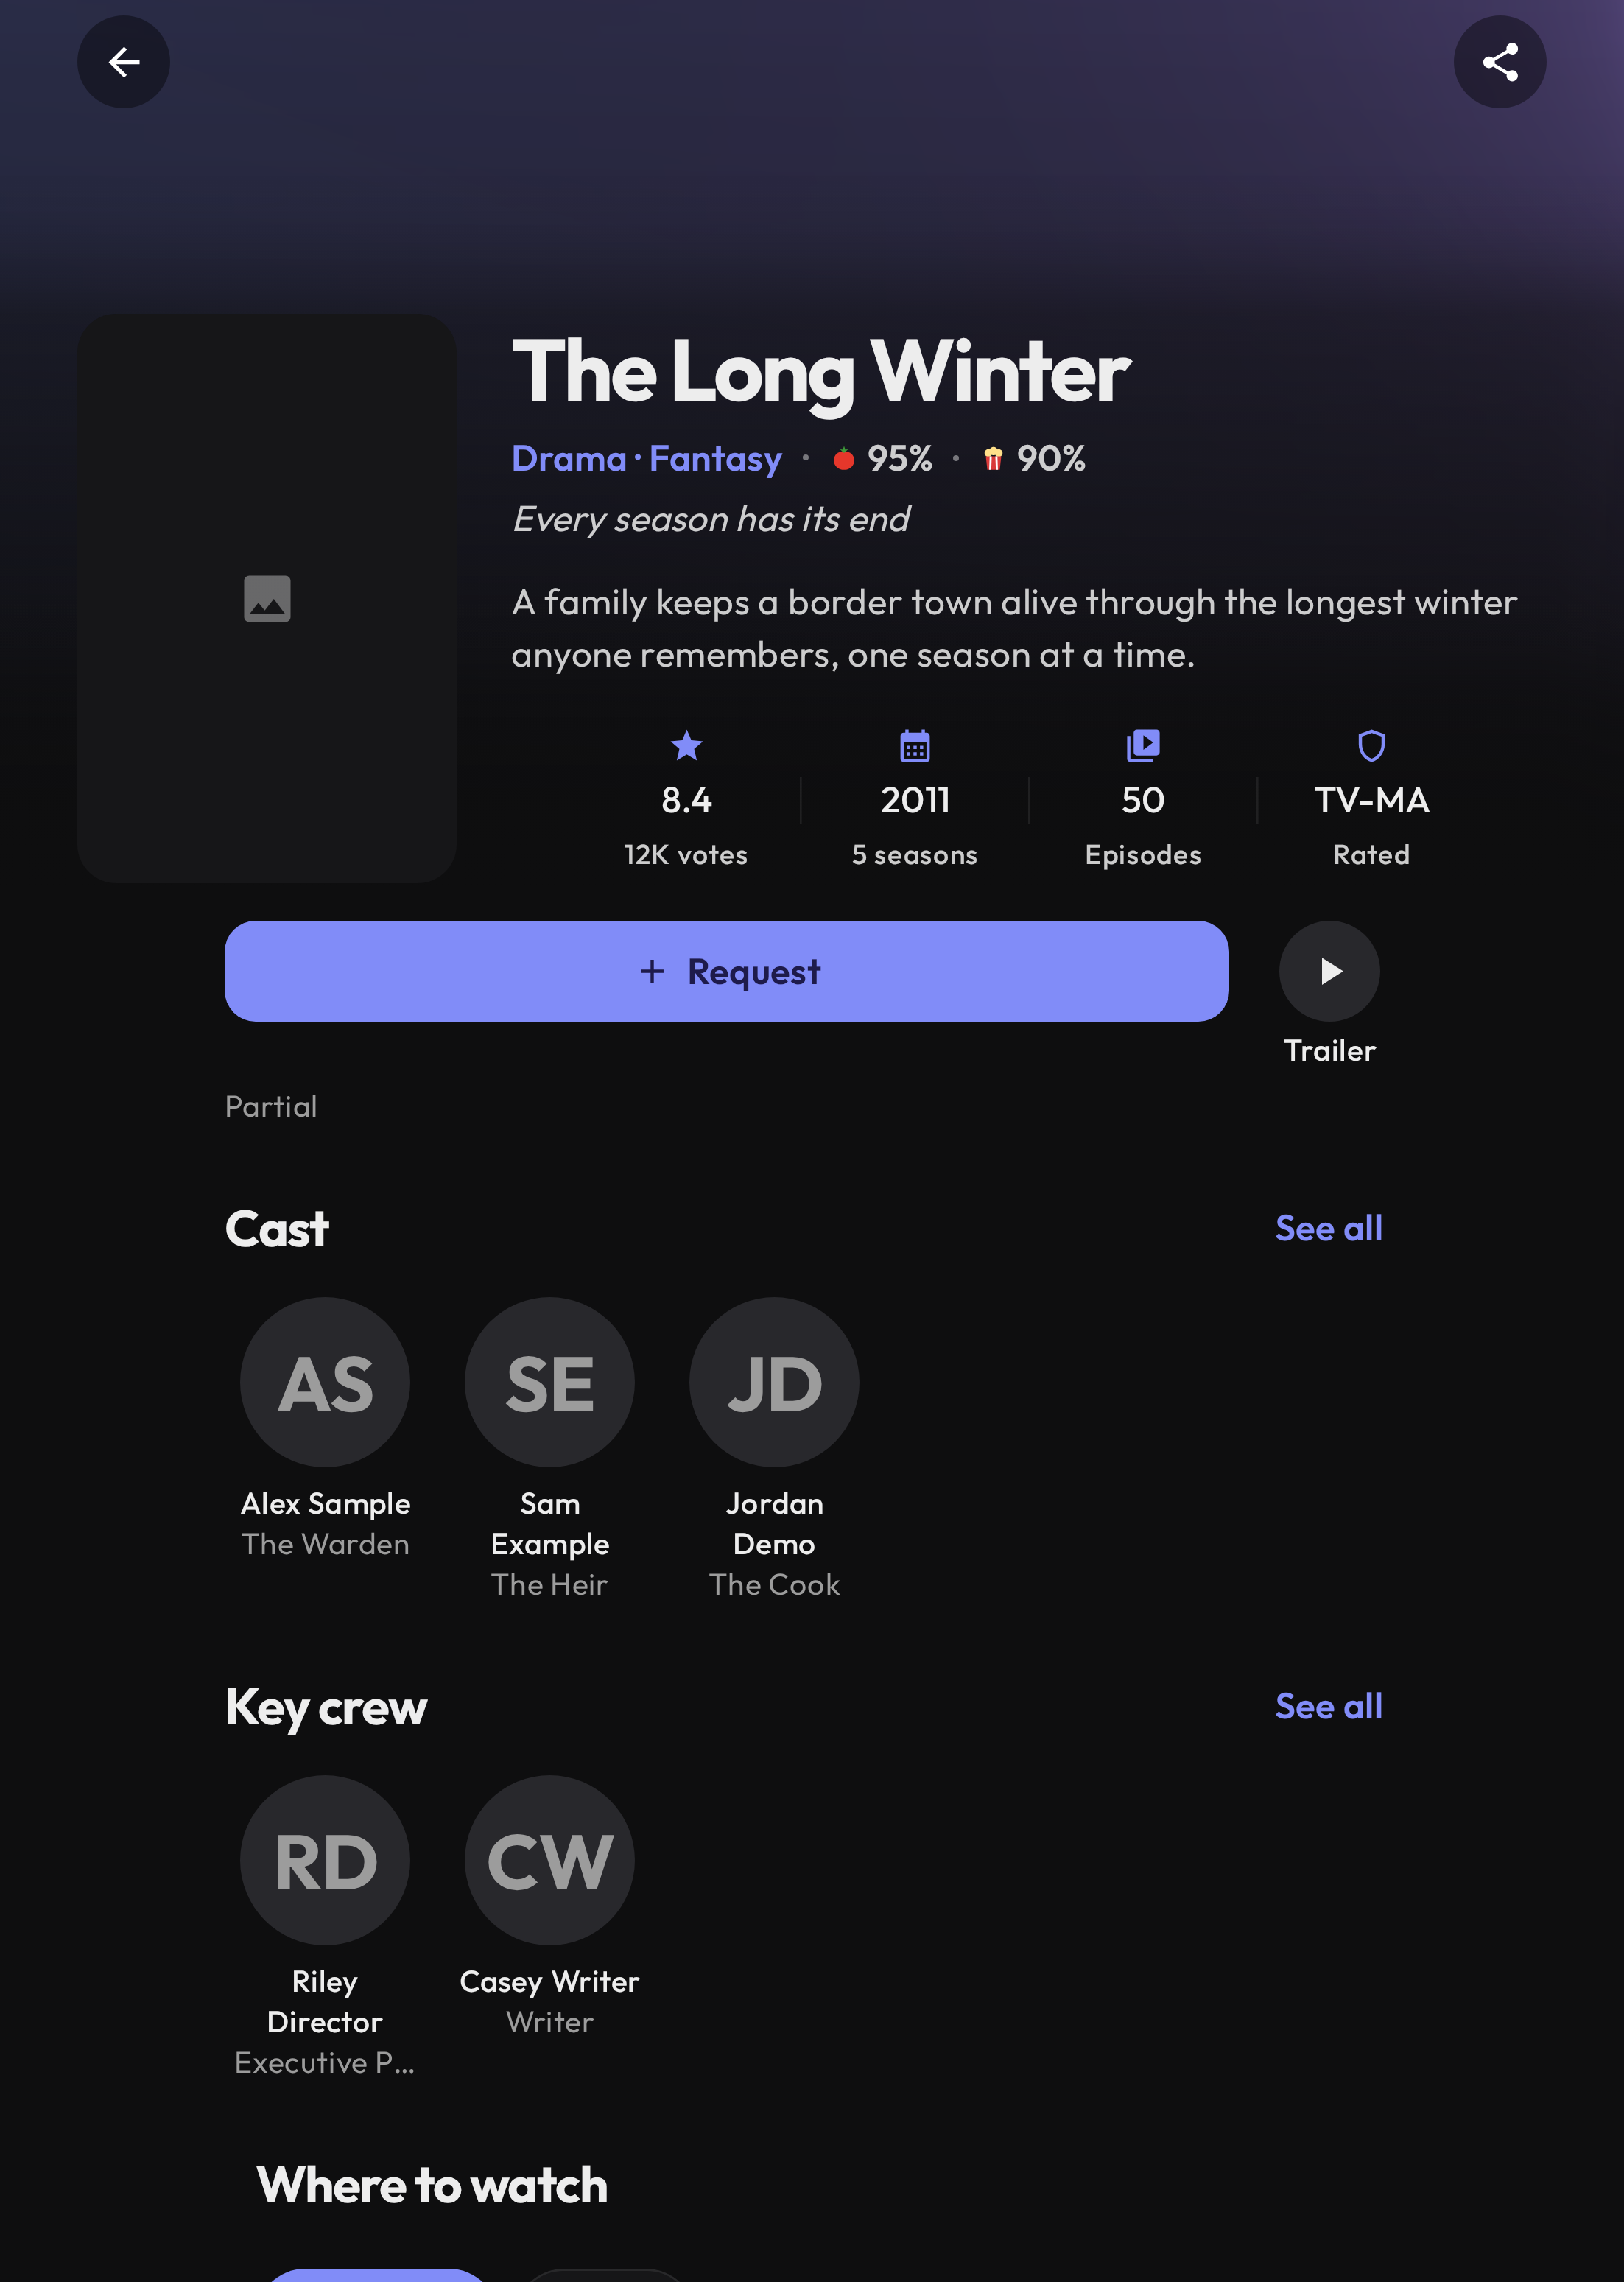 The Long Winter
Drama · Fantasy · 95% · 90%
Every season has its end
A family keeps a border town alive through the longest winter
anyone remembers, one season at a time.
8.4
12K votes
2011
5 seasons
50
Episodes
TV-MA
Rated
+ Request
Trailer
Partial
Cast
See all
AS
Alex Sample
The Warden
SE
Sam
Example
The Heir
JD
Jordan
Demo
The Cook
Key crew
See all
RD
Riley
Director
Executive P...
CW
Casey Writer
Writer
Where to watch